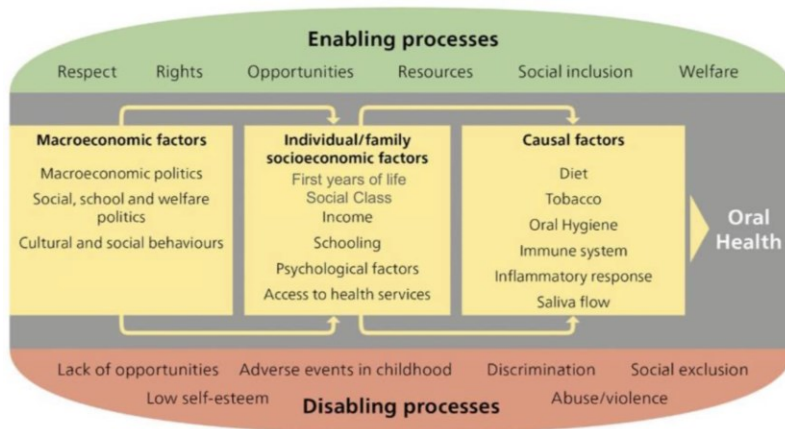 Enabling processes
Respect Rights Opportunities Resources Social inclusion Welfare
Macroeconomic factors
Macroeconomic politics
Social, school and welfare
politics
Cultural and social behaviours
Individual/family
socioeconomic factors
First years of life
Social Class
Income
Schooling
Psychological factors
Access to health services
Causal factors
Diet
Tobacco
Oral Hygiene
Immune system
Inflammatory response
Saliva flow
Oral
Health
Lack of opportunities Adverse events in childhood Discrimination Social exclusion
Low self-esteem Abuse/violence
Disabling processes